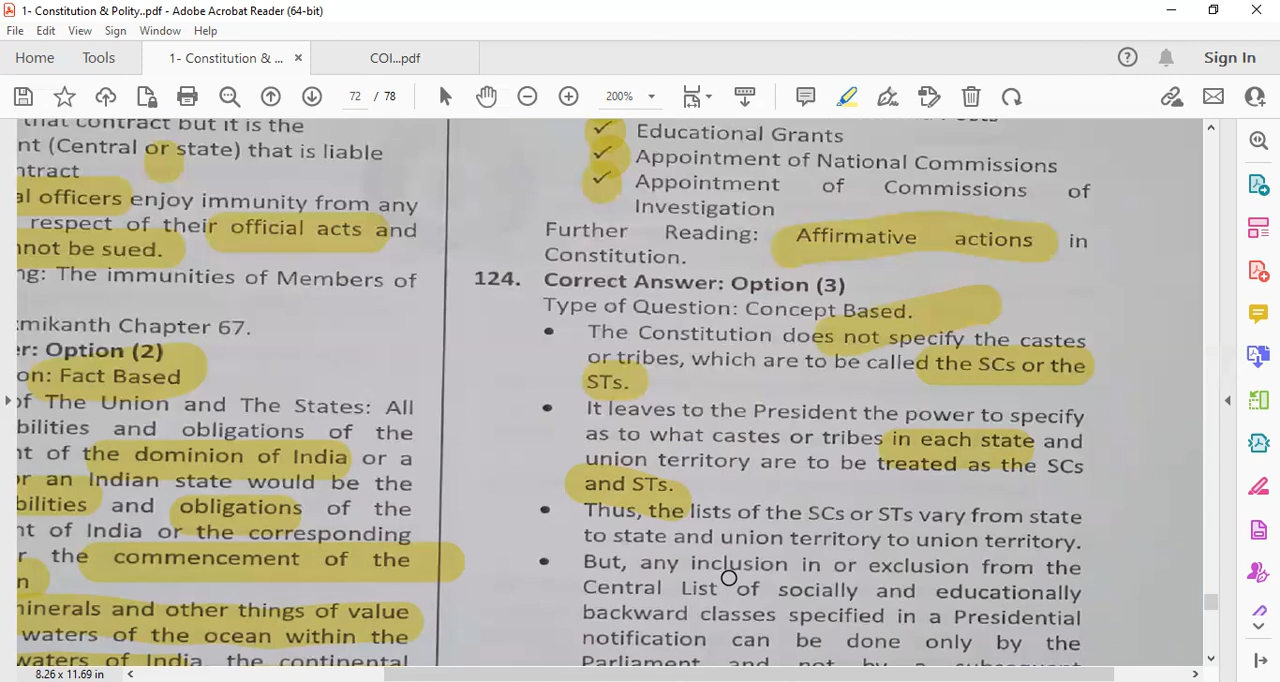 1- Constitution & Polity..pdf - Adobe Acrobat Reader (64-bit)
File Edit View Sign Window Help
Home Tools 1- Constitution & ... × COI...pdf Sign In
72 / 78 200%
that contract but it is the
nt (Central or state) that is liable
ntract
al officers enjoy immunity from any
respect of their official acts and
nnot be sued.
ng: The immunities of Members of
mikanth Chapter 67.
er: Option (2)
on: Fact Based
of The Union and The States: All
bilities and obligations of the
nt of the dominion of India or a
or an Indian state would be the
bilities and obligations of the
nt of India or the corresponding
r the commencement of the
n
minerals and other things of value
waters of the ocean within the
waters of India, the continental
Educational Grants
Appointment of National Commissions
Appointment of Commissions of
Investigation
Further Reading: Affirmative actions in
Constitution.
124. Correct Answer: Option (3)
Type of Question: Concept Based.
• The Constitution does not specify the castes
or tribes, which are to be called the SCs or the
STs.
• It leaves to the President the power to specify
as to what castes or tribes in each state and
union territory are to be treated as the SCs
and STs.
• Thus, the lists of the SCs or STs vary from state
to state and union territory to union territory.
• But, any inclusion in or exclusion from the
Central List of socially and educationally
backward classes specified in a Presidential
notification can be done only by the
Parliament and not by a subsequent
8.26 x 11.69 in